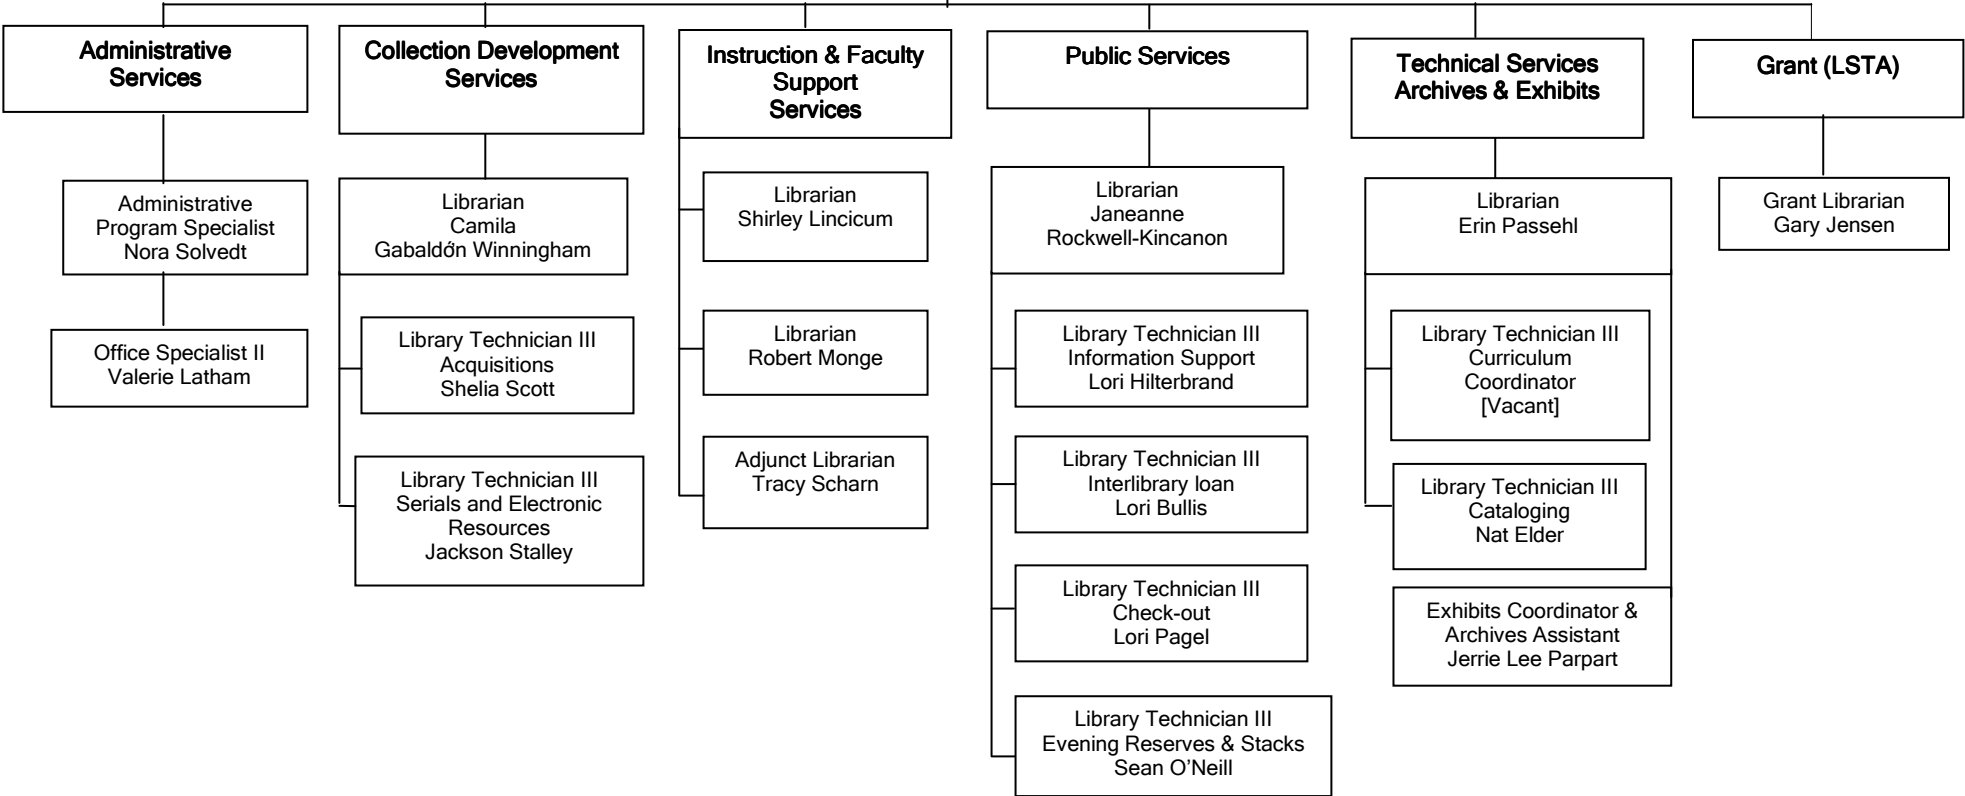 Administrative
Services
Administrative
Program Specialist
Nora Solvedt
Office Specialist II
Valerie Latham
Collection Development
Services
Librarian
Camila
Gabaldón Winningham
Library Technician III
Acquisitions
Shelia Scott
Library Technician III
Serials and Electronic
Resources
Jackson Stalley
Instruction & Faculty
Support
Services
Librarian
Shirley Lincicum
Librarian
Robert Monge
Adjunct Librarian
Tracy Scharn
Public Services
Librarian
Janeanne
Rockwell-Kincanon
Library Technician III
Information Support
Lori Hilterbrand
Library Technician III
Interlibrary loan
Lori Bullis
Library Technician III
Check-out
Lori Pagel
Library Technician III
Evening Reserves & Stacks
Sean O’Neill
Technical Services
Archives & Exhibits
Librarian
Erin Passehl
Library Technician III
Curriculum
Coordinator
[Vacant]
Library Technician III
Cataloging
Nat Elder
Exhibits Coordinator &
Archives Assistant
Jerrie Lee Parpart
Grant (LSTA)
Grant Librarian
Gary Jensen